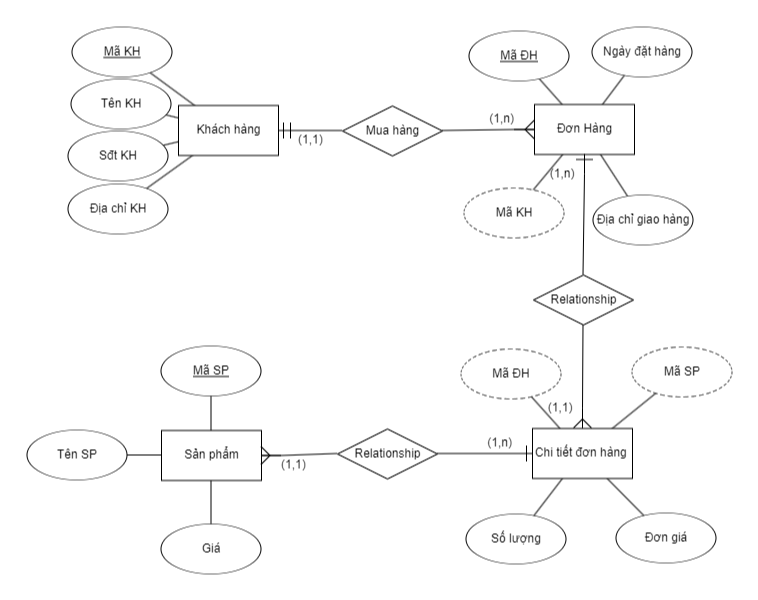 Mã KH
Mã ĐH
Ngày đặt hàng
Tên KH
Khách hàng
(1,1)
Mua hàng
(1,n)
Đơn Hàng
Sđt KH
(1,n)
Địa chỉ KH
Mã KH
Địa chỉ giao hàng
Relationship
Mã SP
Mã ĐH
Mã SP
(1,1)
Tên SP
Sản phẩm
(1,1)
Relationship
(1,n)
Chi tiết đơn hàng
Giá
Số lượng
Đơn giá